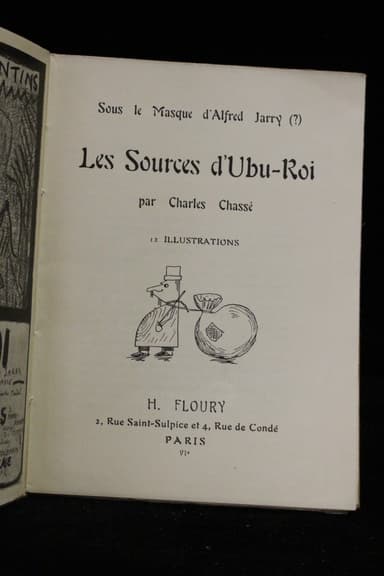 Sous le Masque d'Alfred Jarry (?)
Les Sources d'Ubu-Roi
par Charles Chassé
12 ILLUSTRATIONS
H. FLOURY
2, Rue Saint-Sulpice et 4, Rue de Condé
PARIS
VIe